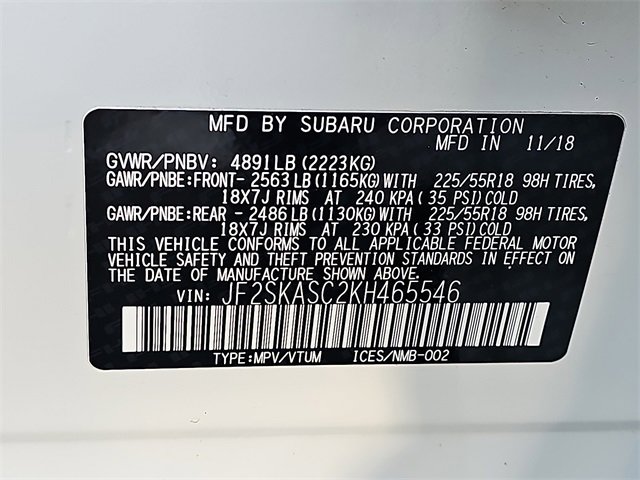 MFD BY SUBARU CORPORATION
MFD IN 11/18
GVWR/PNBV: 4891LB(2223KG)
GAWR/PNBE:FRONT- 2563LB(1165KG)WITH 225/55R18 98H TIRES,
18X7J RIMS AT 240 KPA(35 PSI)COLD
GAWR/PNBE:REAR - 2486LB(1130KG)WITH 225/55R18 98H TIRES,
18X7J RIMS AT 230 KPA(33 PSI)COLD
THIS VEHICLE CONFORMS TO ALL APPLICABLE FEDERAL MOTOR
VEHICLE SAFETY AND THEFT PREVENTION STANDARDS IN EFFECT
ON THE DATE OF MANUFACTURE SHOWN ABOVE.
VIN: JF2SKASC2KH465546
TYPE:MPV/VTUM ICES/NMB-002